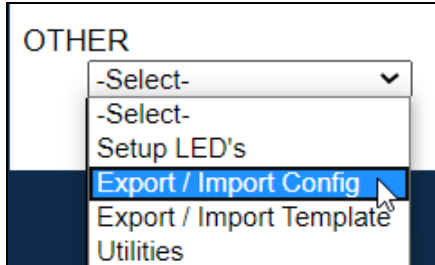 OTHER
-Select-
-Select-
Setup LED's
Export / Import Config
Export / Import Template
Utilities